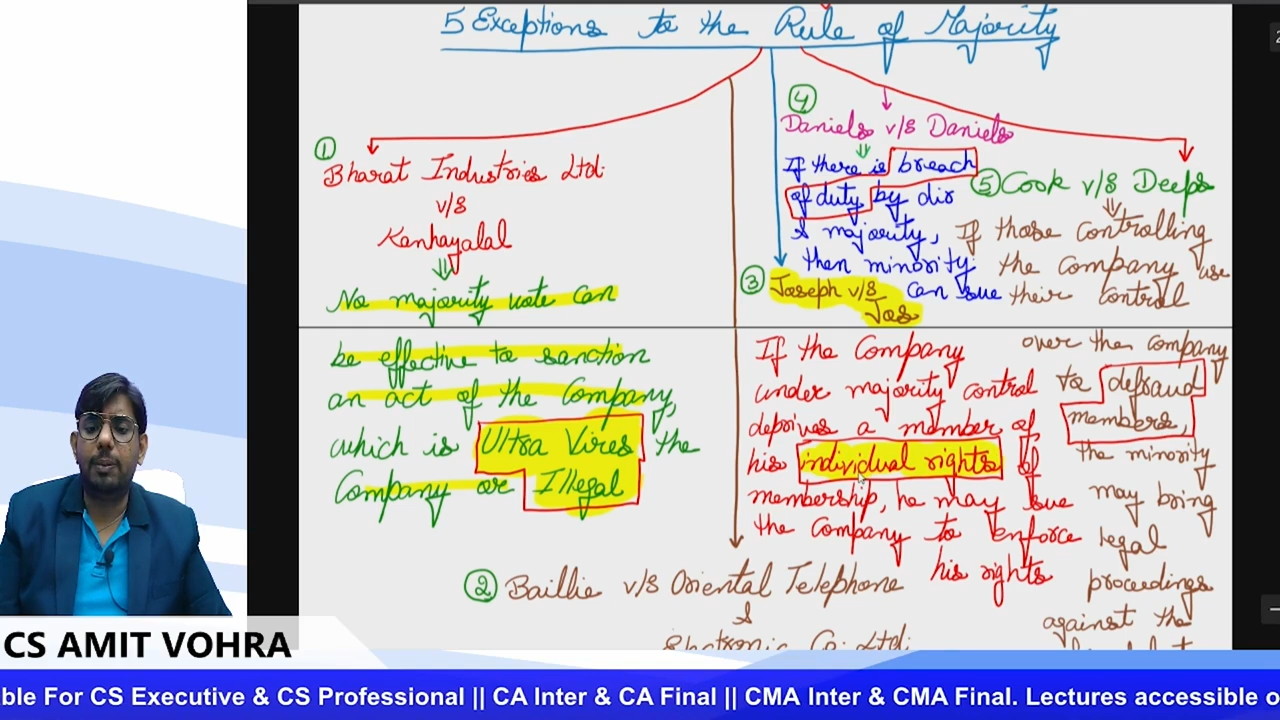 5 Exceptions to the Rule of Majority
①
Bharat Industries Ltd.
v/s
Kanhayalal
No majority vote can
be effective to sanction
an act of the Company,
which is Ultra Vires the
Company or Illegal
② Baillie v/s Oriental Telephone
&
Electronic Co. Ltd.
③ Joseph v/s
Jos
If the Company
under majority control
deprives a member of
his individual rights of
membership, he may sue
the Company to enforce
his rights
④
Daniels v/s Daniels
If there is breach
of duty by dir
& majority,
then minority
can sue
⑤ Cook v/s Deeks
If those controlling
the company use
their control
over the company
to defraud
members,
the minority
may bring
legal
proceedings
against the
2
CS AMIT VOHRA
ble For CS Executive & CS Professional || CA Inter & CA Final || CMA Inter & CMA Final. Lectures accessible o